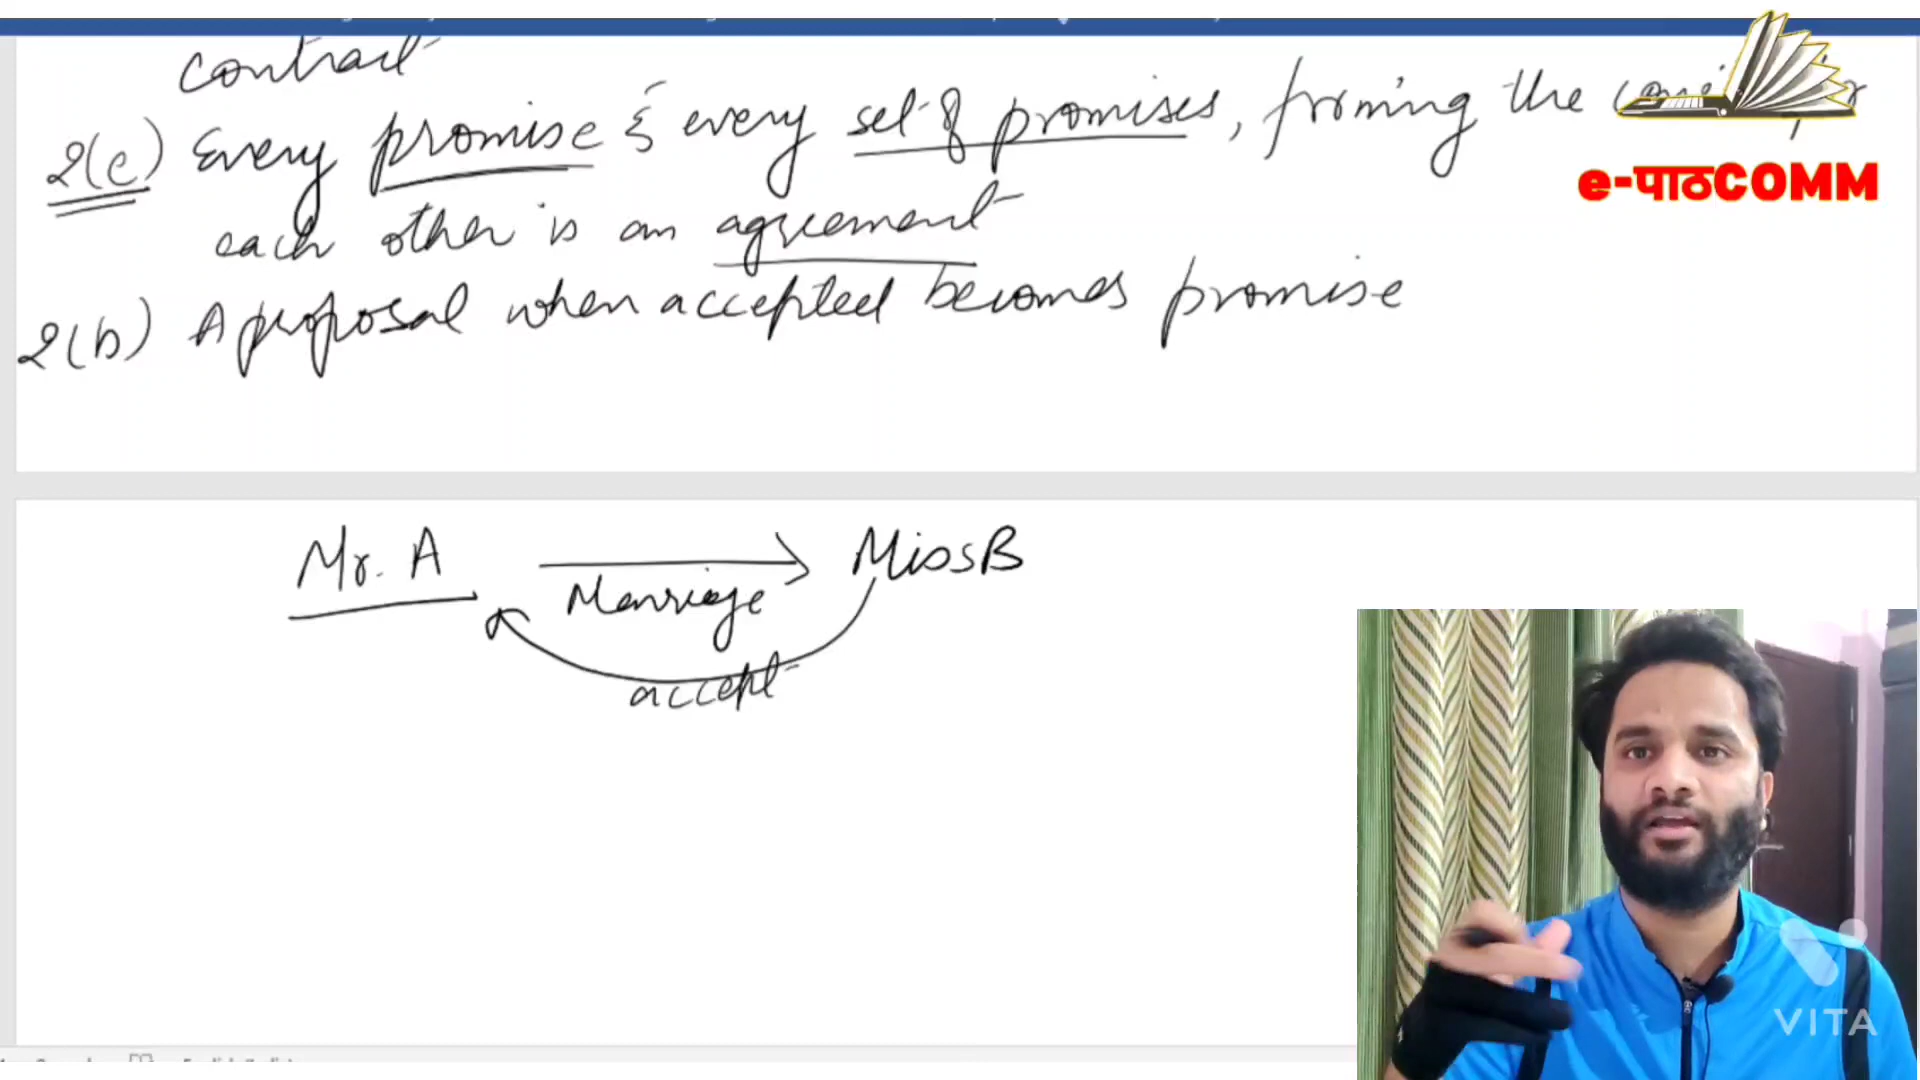 contract
2(e) Every promise & every set of promises, froming the
e-पाठCOMM
each other is an agreement
2(b) A proposal when accepted becomes promise
Mr. A Marriage Miss B
accept
VITA